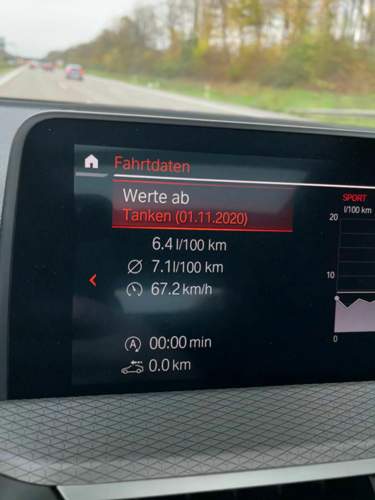 Fahrtdaten
Werte ab
Tanken (01.11.2020)
6.4 l/100 km
Ø 7.1 l/100 km
67.2 km/h
00:00 min
0.0 km
SPORT
l/100 km
20
10
0